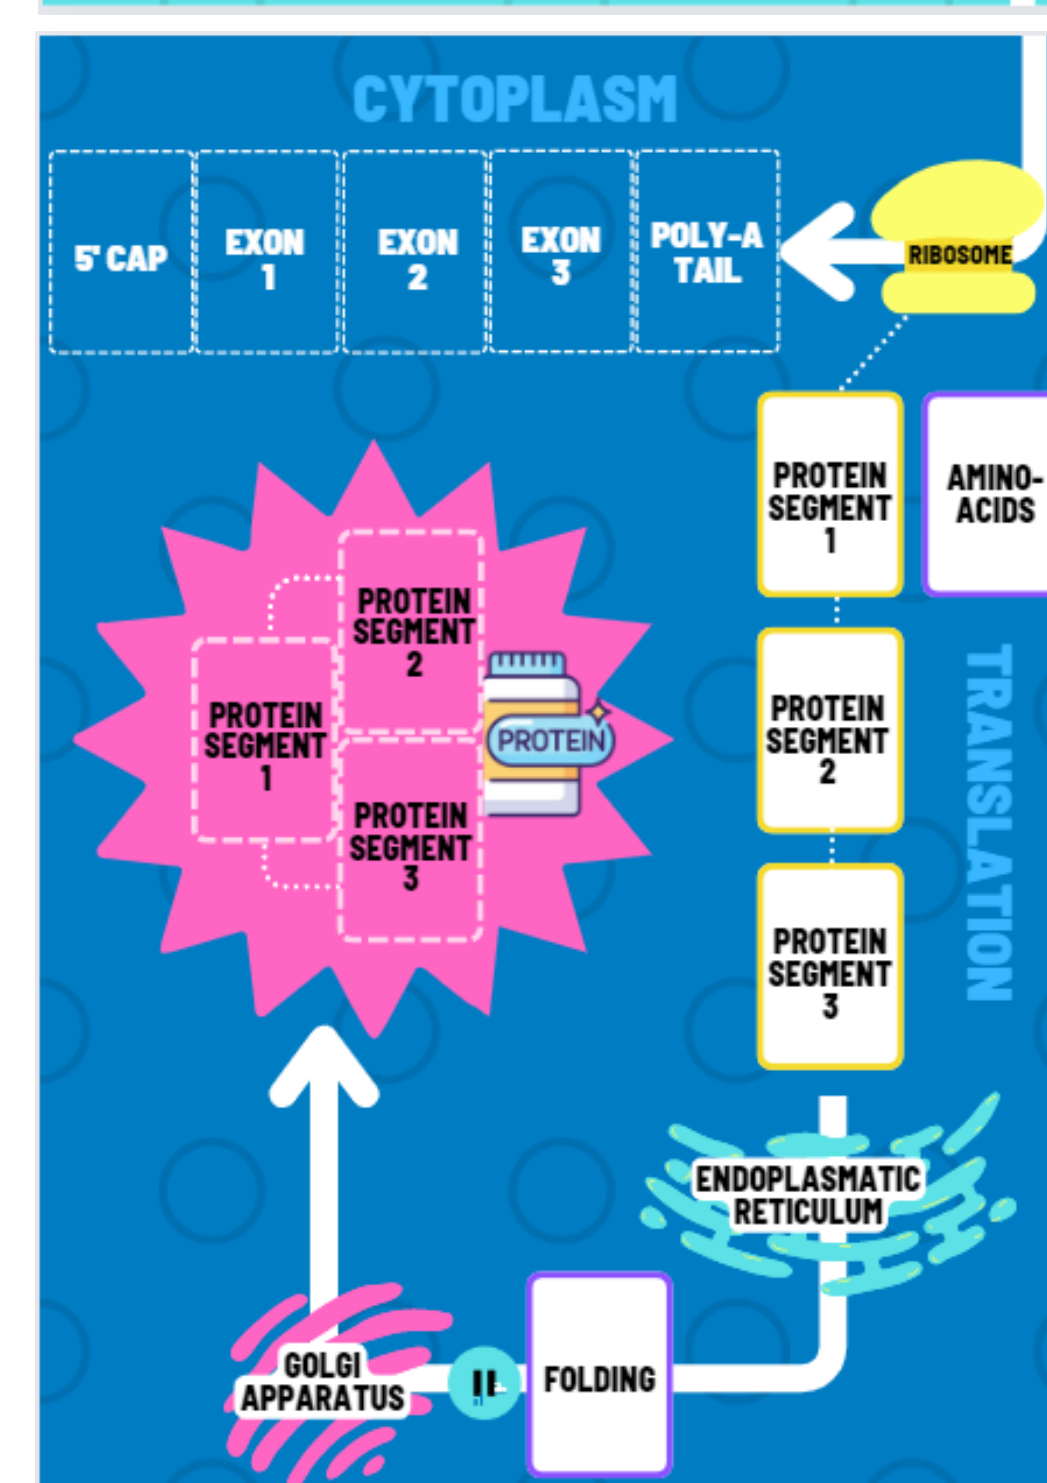 CYTOPLASM
5' CAP
EXON
1
EXON
2
EXON
3
POLY-A
TAIL
RIBOSOME
PROTEIN
SEGMENT
1
AMINO-
ACIDS
PROTEIN
SEGMENT
2
PROTEIN
SEGMENT
1
PROTEIN
SEGMENT
3
PROTEIN
PROTEIN
SEGMENT
2
TRANSLATION
PROTEIN
SEGMENT
3
ENDOPLASMATIC
RETICULUM
GOLGI
APPARATUS
FOLDING